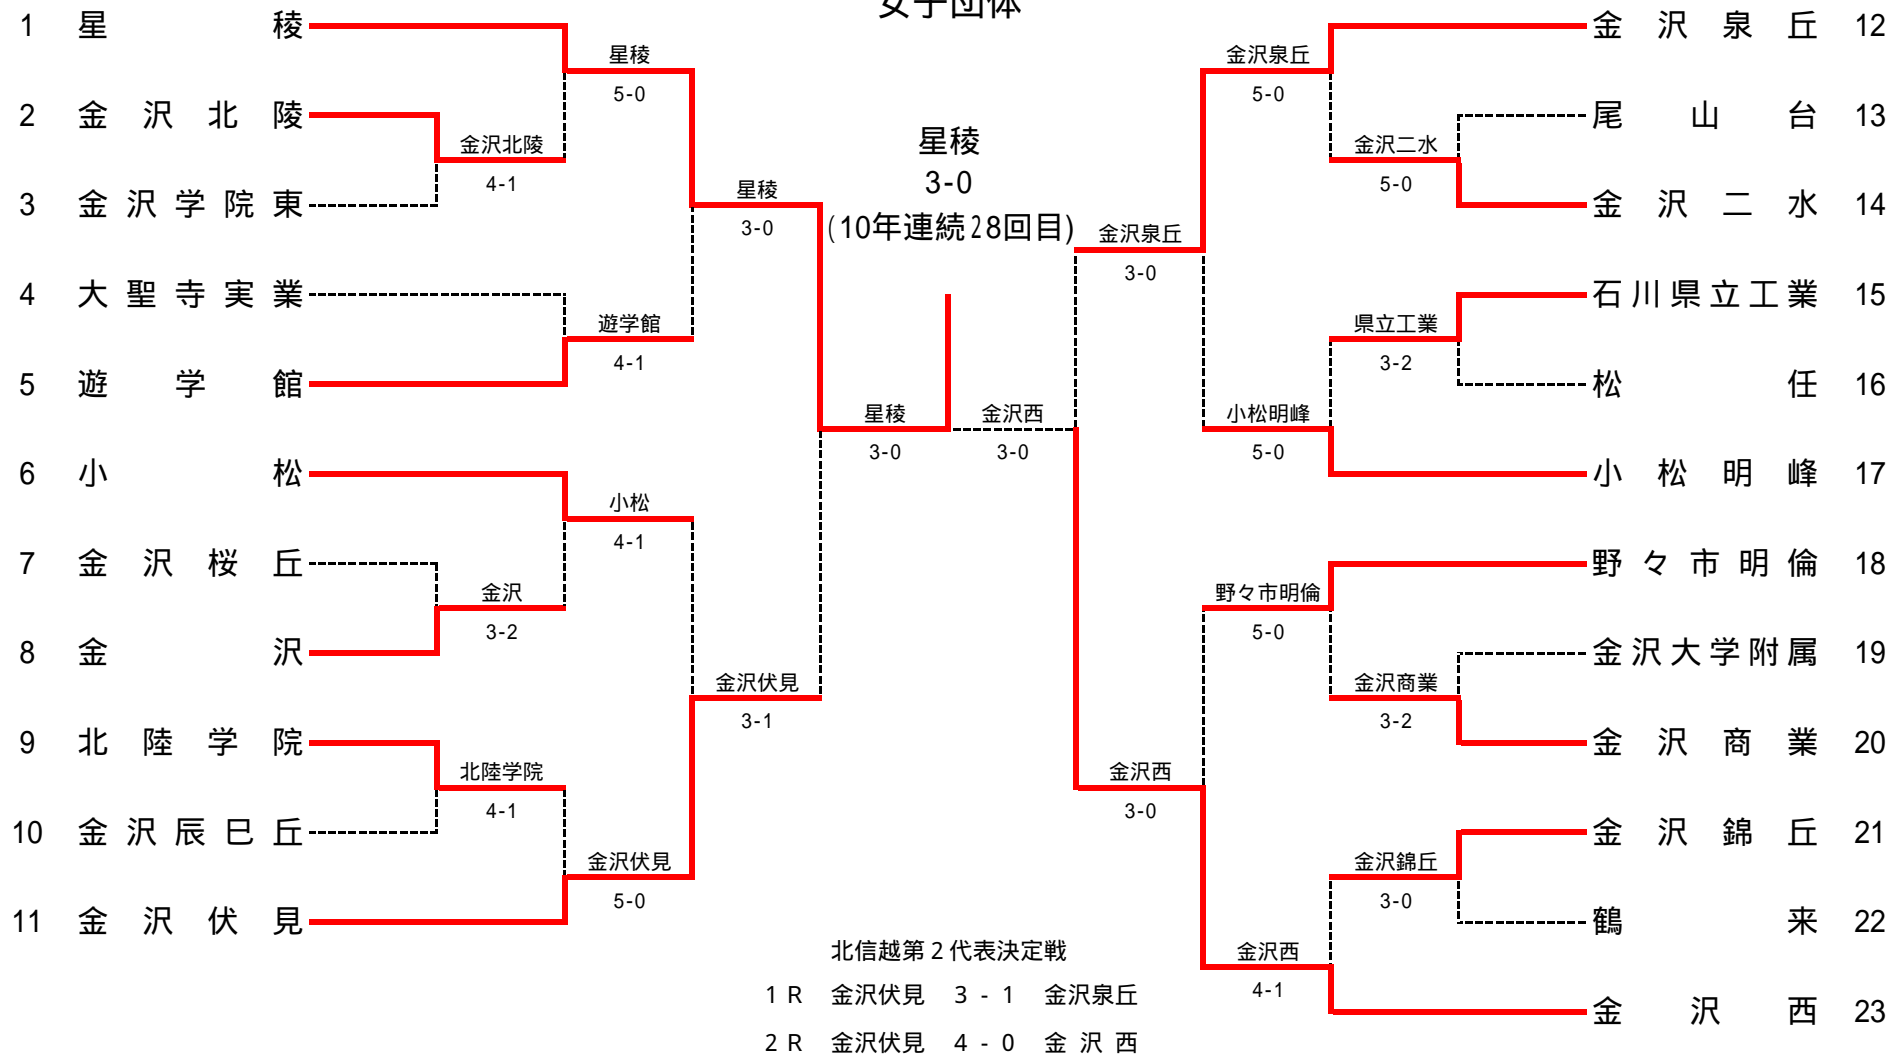 女子団体
1 星稜
2 金沢北陵
3 金沢学院東
4 大聖寺実業
5 遊学館
6 小松
7 金沢桜丘
8 金沢
9 北陸学院
10 金沢辰巳丘
11 金沢伏見
金沢北陵
4-1
金沢
3-2
北陸学院
4-1
星稜
5-0
遊学館
4-1
小松
4-1
金沢伏見
5-0
星稜
3-0
金沢伏見
3-1
星稜
3-0
星稜
3-0
(10年連続28回目)
金沢西
3-0
金沢泉丘
3-0
金沢西
3-0
金沢泉丘
5-0
小松明峰
5-0
野々市明倫
5-0
金沢西
4-1
金沢二水
5-0
県立工業
3-2
金沢商業
3-2
金沢錦丘
3-0
金沢泉丘 12
尾山台 13
金沢二水 14
石川県立工業 15
松任 16
小松明峰 17
野々市明倫 18
金沢大学附属 19
金沢商業 20
金沢錦丘 21
鶴来 22
金沢西 23
北信越第2代表決定戦
1R 金沢伏見 3 - 1 金沢泉丘
2R 金沢伏見 4 - 0 金沢西